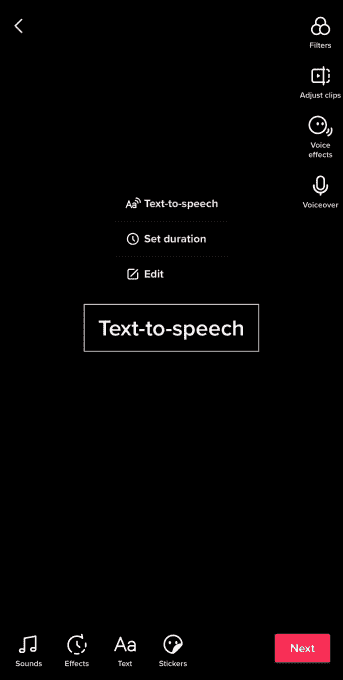 Filters
Adjust clips
Voice
effects
Voiceover
Text-to-speech
Set duration
Edit
Text-to-speech
Sounds
Effects
Aa
Text
Stickers
Next